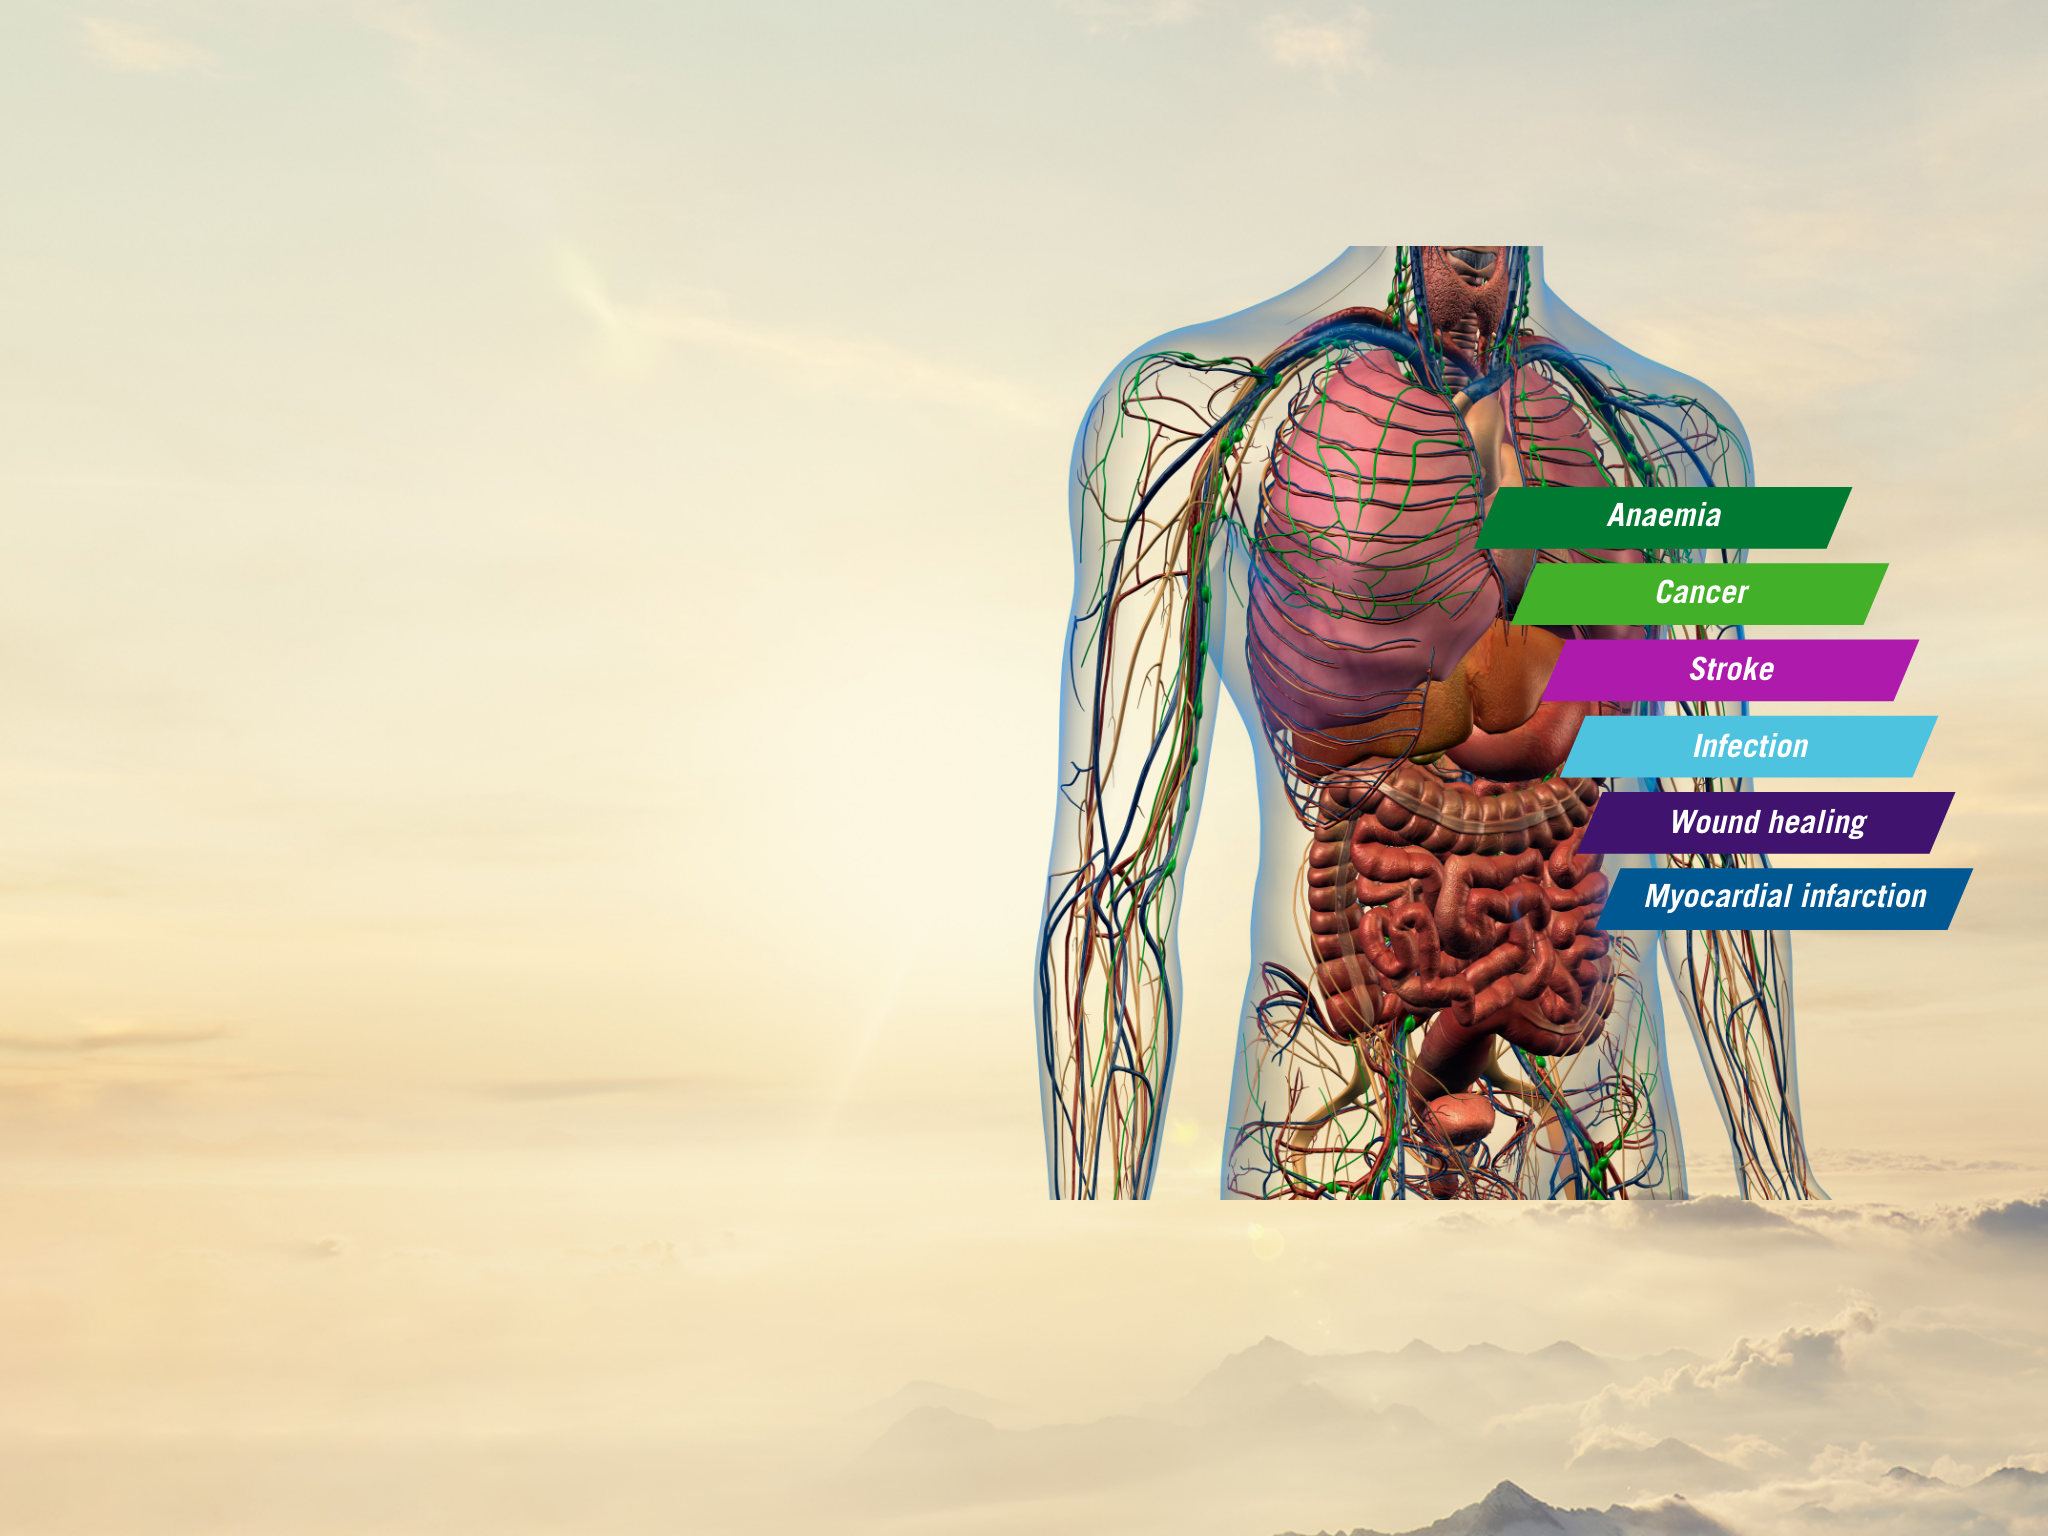 Anaemia
Cancer
Stroke
Infection
Wound healing
Myocardial infarction